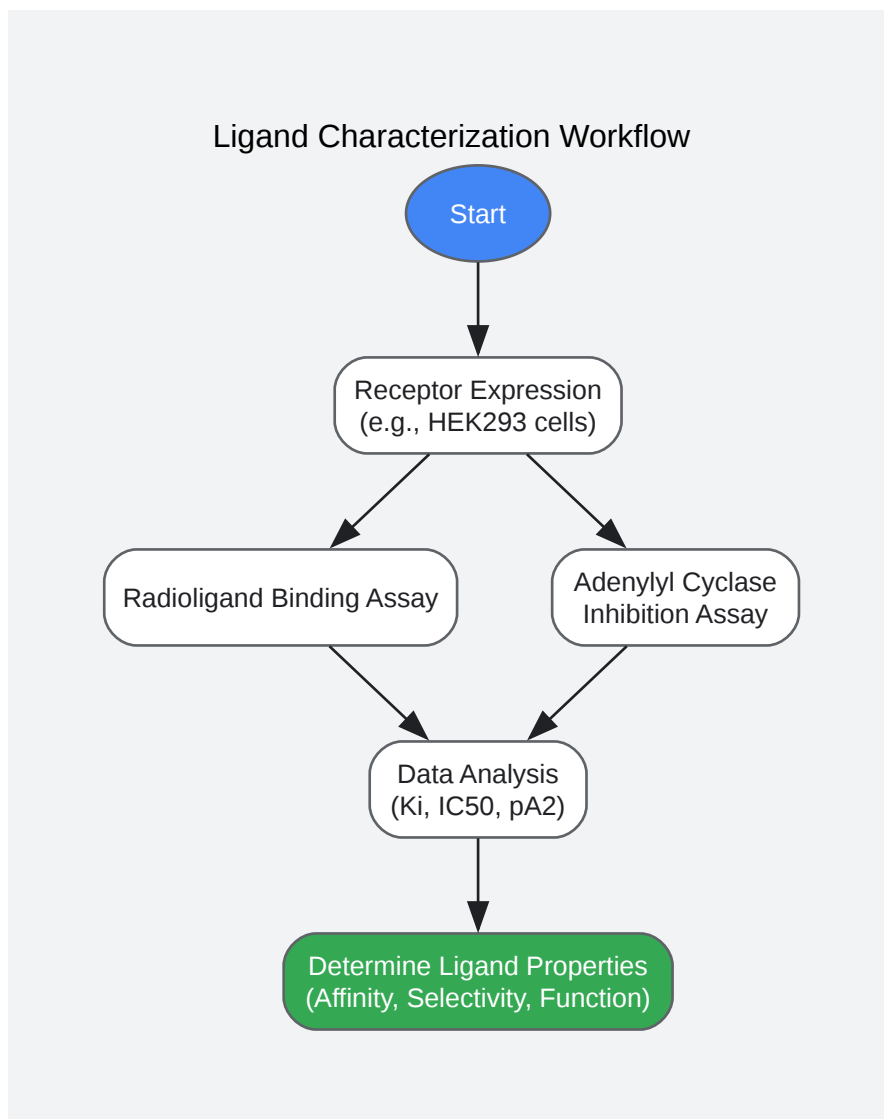 Ligand Characterization Workflow
Start
Receptor Expression
(e.g., HEK293 cells)
Radioligand Binding Assay
Adenylyl Cyclase
Inhibition Assay
Data Analysis
(Ki, IC50, pA2)
Determine Ligand Properties
(Affinity, Selectivity, Function)